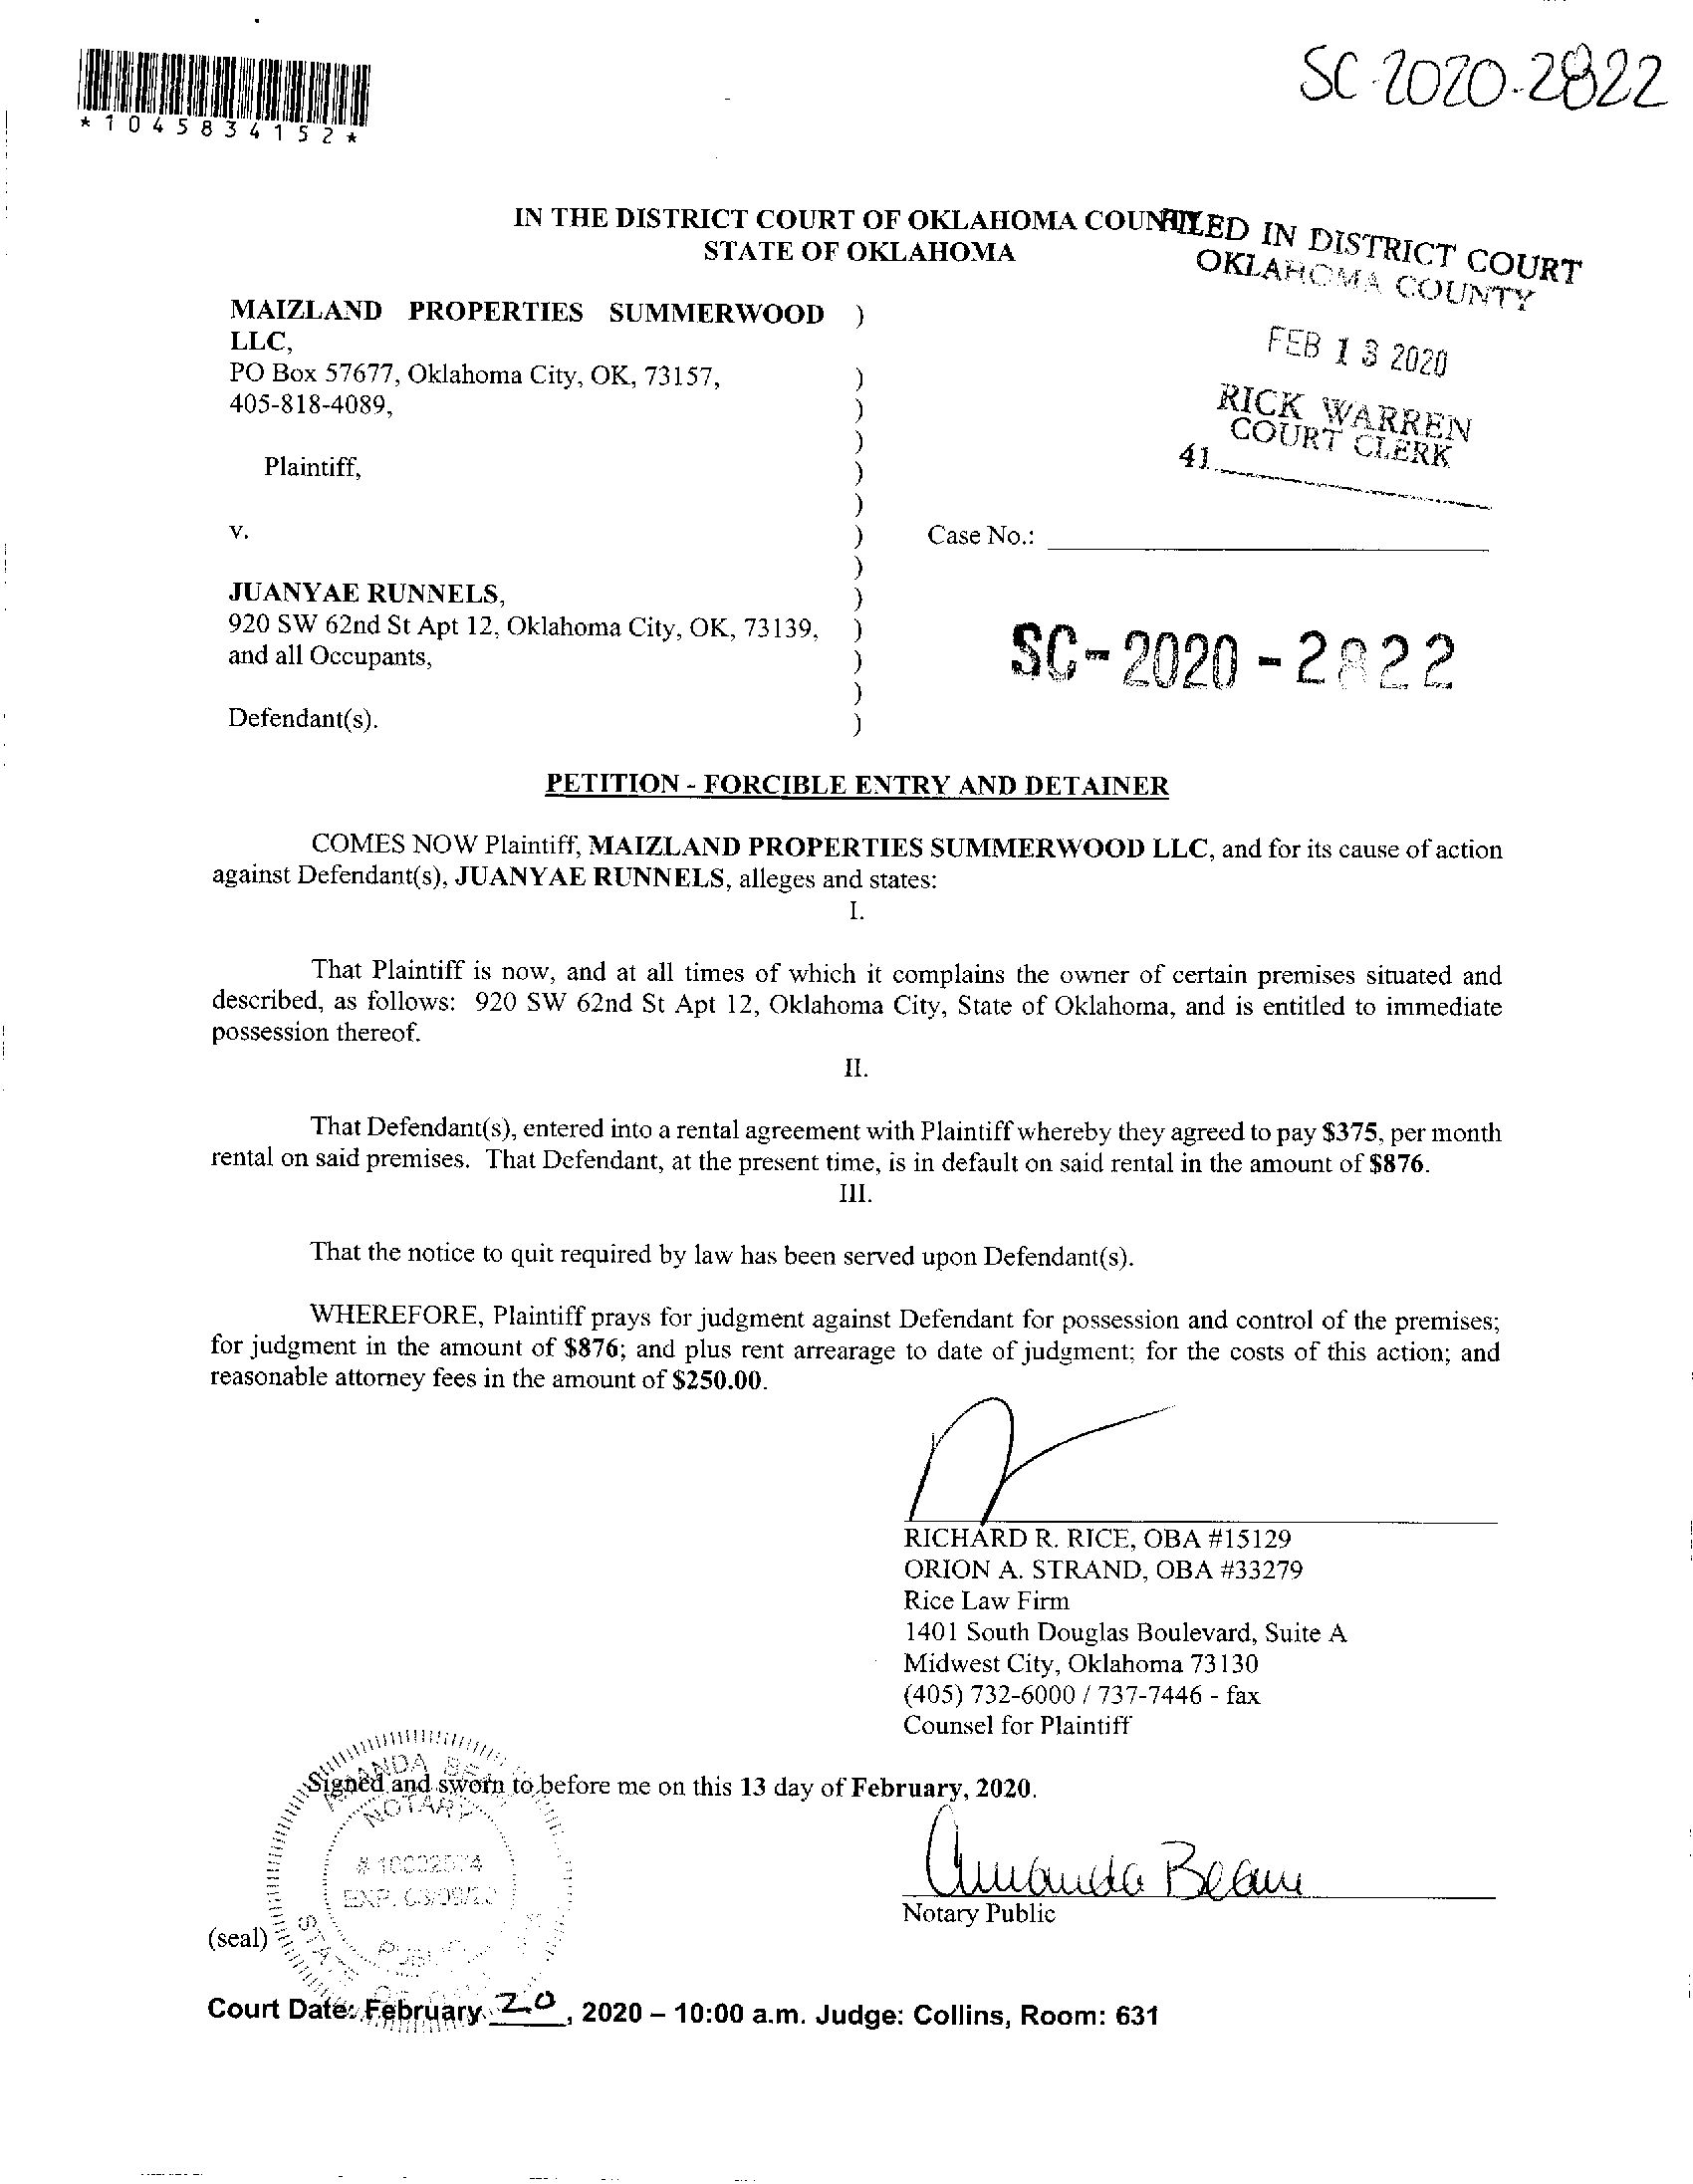 SC-2020-2822
*1045834152*
IN THE DISTRICT COURT OF OKLAHOMA COUNTY
STATE OF OKLAHOMA
FILED IN DISTRICT COURT
OKLAHOMA COUNTY
FEB 13 2020
RICK WARREN
COURT CLERK
41
MAIZLAND PROPERTIES SUMMERWOOD )
LLC,
PO Box 57677, Oklahoma City, OK, 73157, )
405-818-4089, )
)
Plaintiff, )
)
v. ) Case No.:
)
JUANYAE RUNNELS, )
920 SW 62nd St Apt 12, Oklahoma City, OK, 73139, )
and all Occupants, )
)
Defendant(s). )
SC-2020-2822
PETITION - FORCIBLE ENTRY AND DETAINER
COMES NOW Plaintiff, MAIZLAND PROPERTIES SUMMERWOOD LLC, and for its cause of action
against Defendant(s), JUANYAE RUNNELS, alleges and states:
I.
That Plaintiff is now, and at all times of which it complains the owner of certain premises situated and
described, as follows: 920 SW 62nd St Apt 12, Oklahoma City, State of Oklahoma, and is entitled to immediate
possession thereof.
II.
That Defendant(s), entered into a rental agreement with Plaintiff whereby they agreed to pay $375, per month
rental on said premises. That Defendant, at the present time, is in default on said rental in the amount of $876.
III.
That the notice to quit required by law has been served upon Defendant(s).
WHEREFORE, Plaintiff prays for judgment against Defendant for possession and control of the premises;
for judgment in the amount of $876; and plus rent arrearage to date of judgment; for the costs of this action; and
reasonable attorney fees in the amount of $250.00.
RICHARD R. RICE, OBA #15129
ORION A. STRAND, OBA #33279
Rice Law Firm
1401 South Douglas Boulevard, Suite A
Midwest City, Oklahoma 73130
(405) 732-6000 / 737-7446 - fax
Counsel for Plaintiff
Signed and sworn to before me on this 13 day of February, 2020.
AMANDA
NOTARY
PUBLIC
STATE OF
Amanda Beam
Notary Public
(seal)
Court Date: February 20, 2020 – 10:00 a.m. Judge: Collins, Room: 631